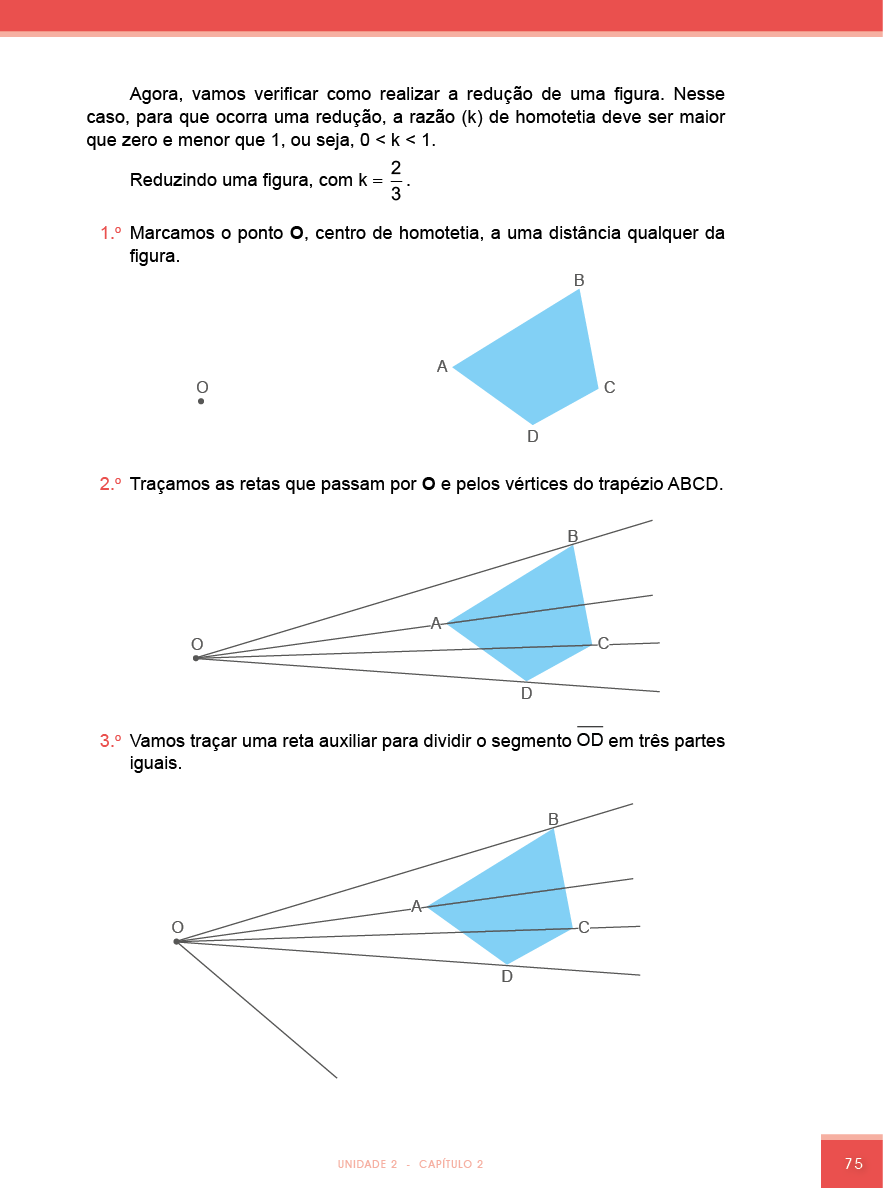 Agora, vamos verificar como realizar a redução de uma figura. Nesse
caso, para que ocorra uma redução, a razão (k) de homotetia deve ser maior
que zero e menor que 1, ou seja, 0 < k < 1.
Reduzindo uma figura, com k = 2/3.
1.º Marcamos o ponto O, centro de homotetia, a uma distância qualquer da
figura.
B
A
O
C
D
2.º Traçamos as retas que passam por O e pelos vértices do trapézio ABCD.
B
A
O
C
D
3.º Vamos traçar uma reta auxiliar para dividir o segmento O̅D̅ em três partes
iguais.
B
A
O
C
D
UNIDADE 2 - CAPÍTULO 2
75